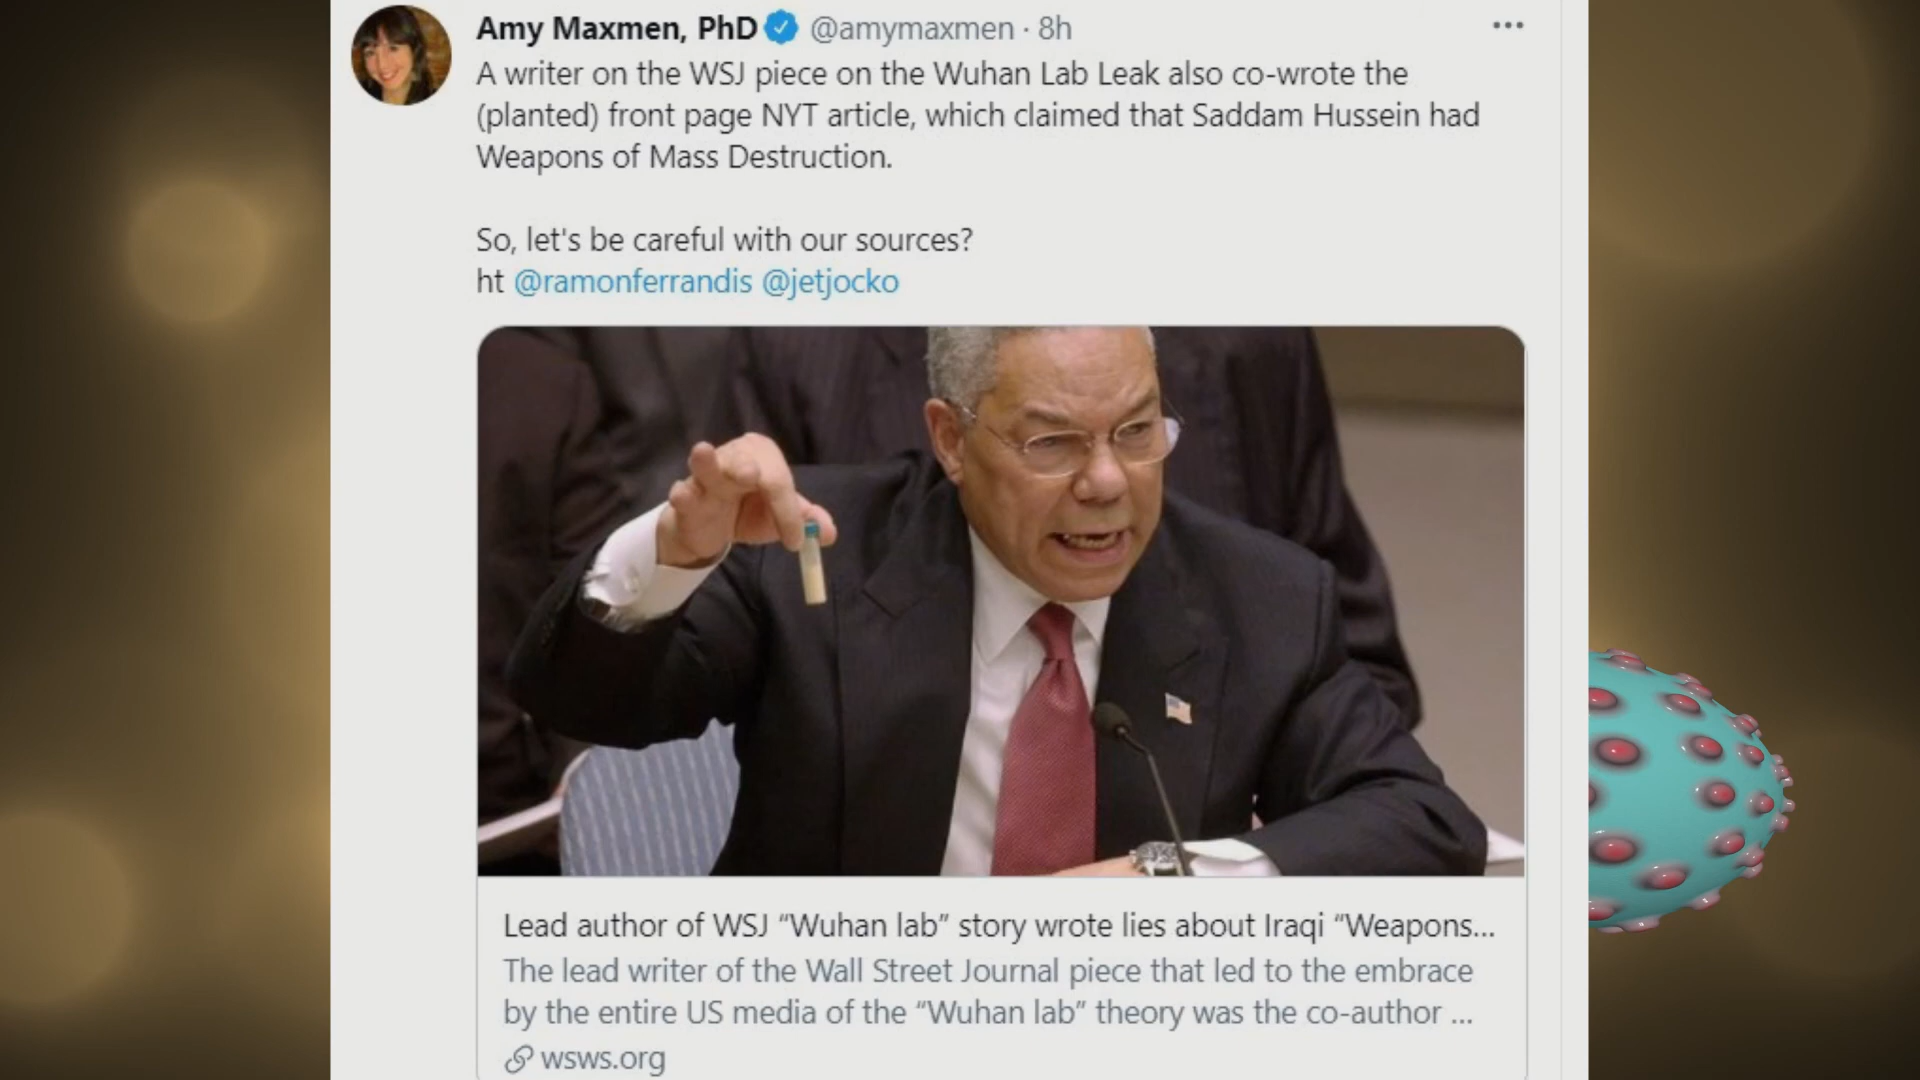 Amy Maxmen, PhD @amymaxmen · 8h
A writer on the WSJ piece on the Wuhan Lab Leak also co-wrote the
(planted) front page NYT article, which claimed that Saddam Hussein had
Weapons of Mass Destruction.
So, let's be careful with our sources?
ht @ramonferrandis @jetjocko
Lead author of WSJ “Wuhan lab” story wrote lies about Iraqi “Weapons...
The lead writer of the Wall Street Journal piece that led to the embrace
by the entire US media of the “Wuhan lab” theory was the co-author ...
wsws.org